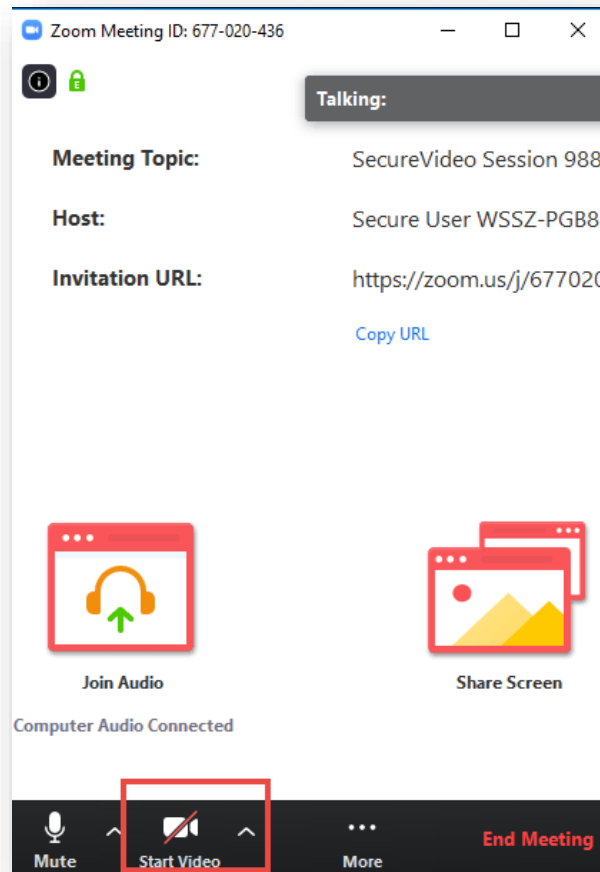 Zoom Meeting ID: 677-020-436
Talking:
Meeting Topic: SecureVideo Session 988
Host: Secure User WSSZ-PGB8
Invitation URL: https://zoom.us/j/677020
Copy URL
Join Audio Share Screen
Computer Audio Connected
Mute Start Video More End Meeting